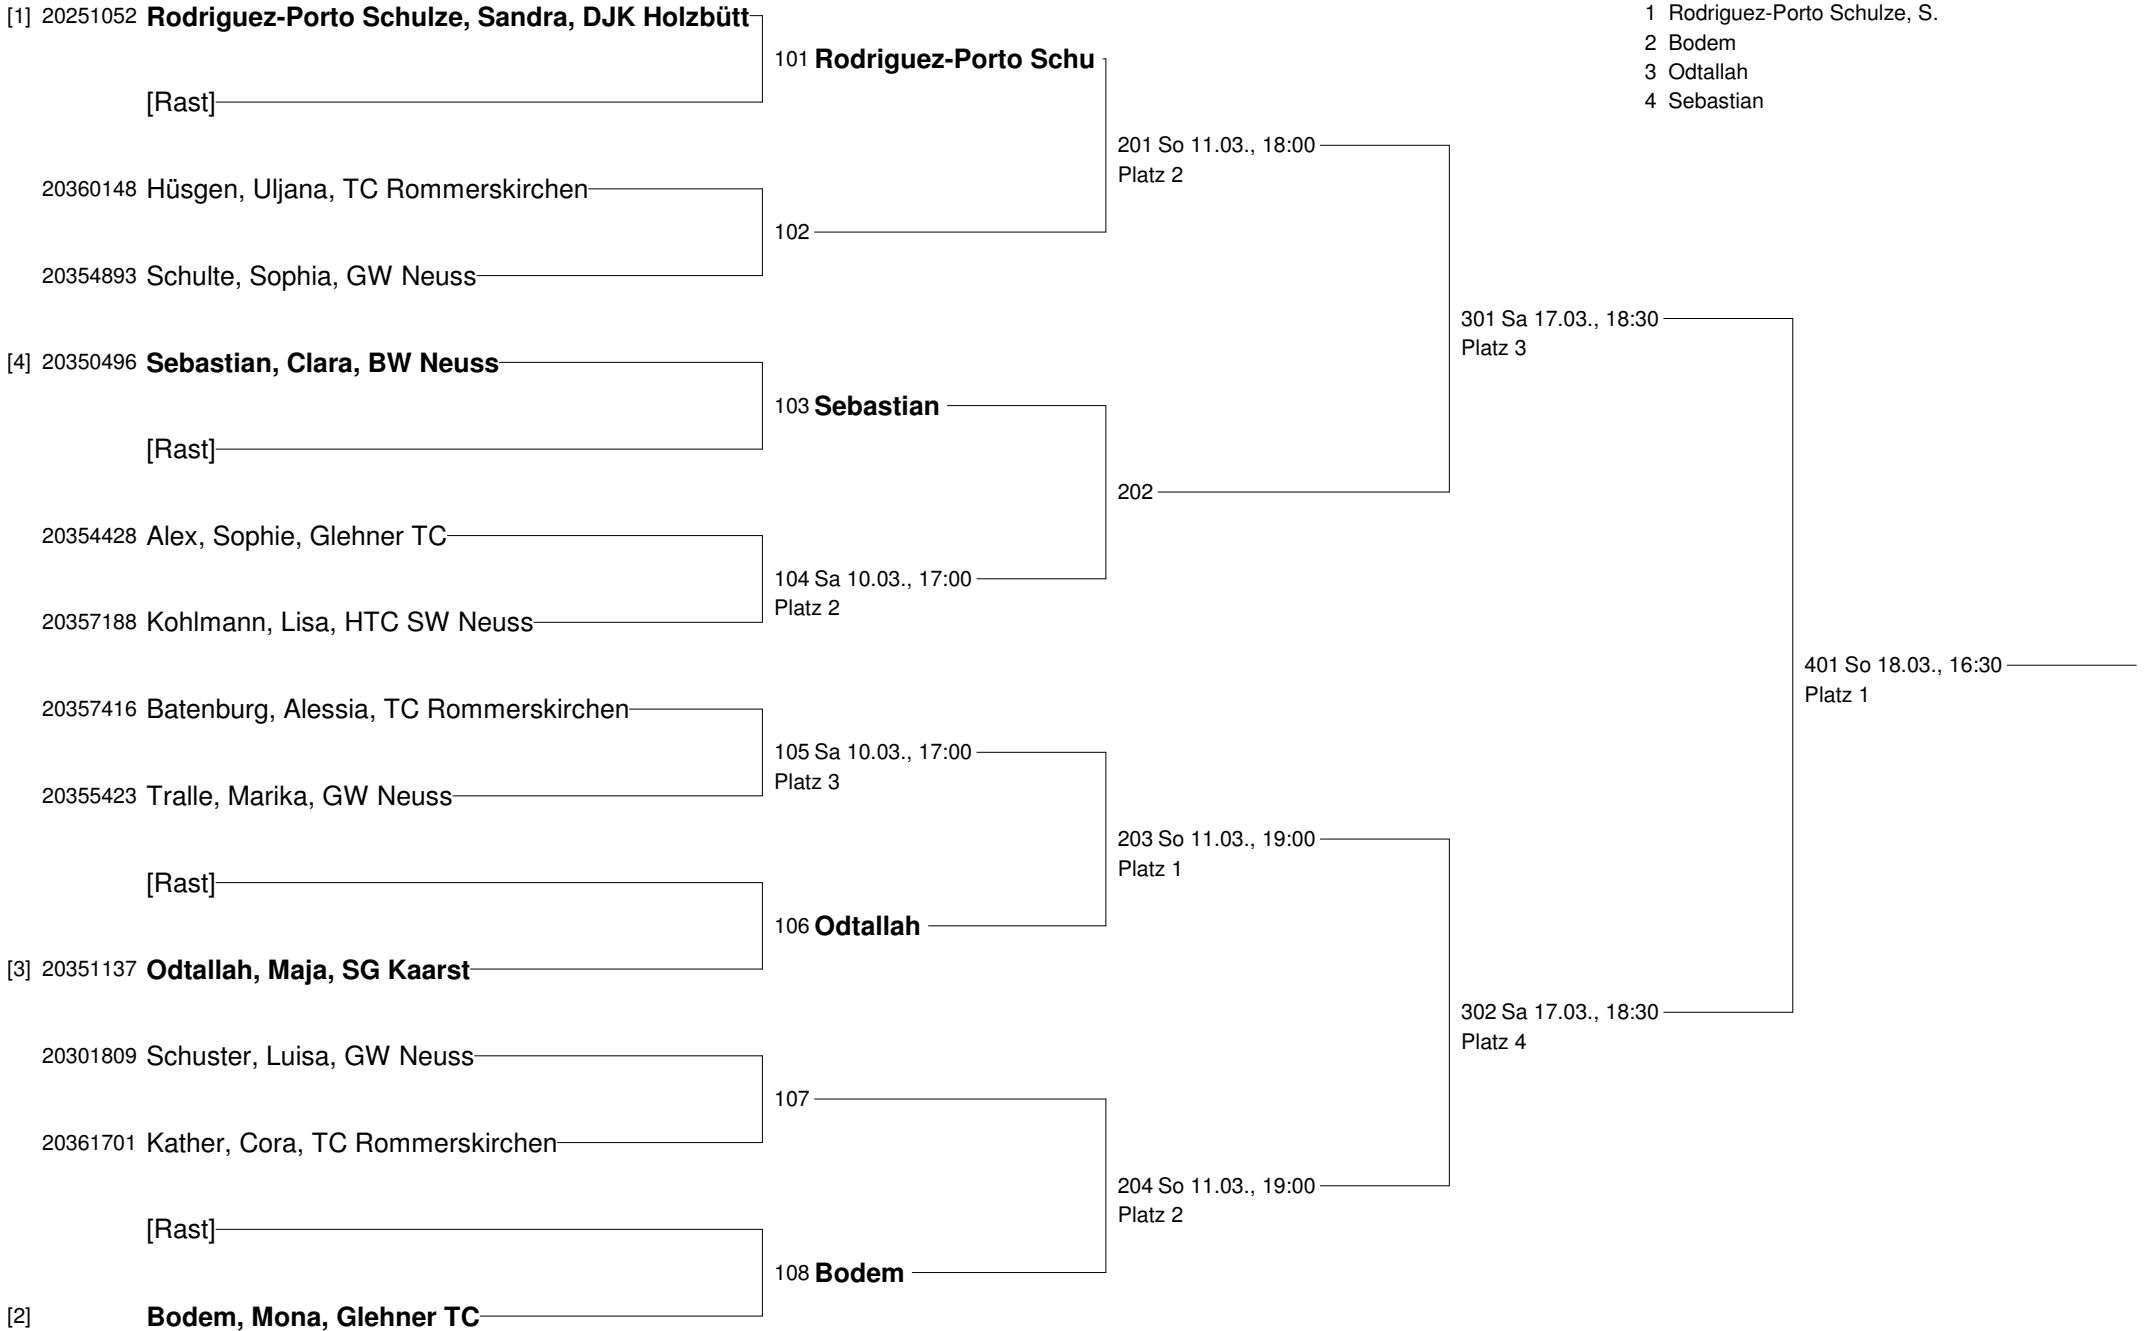 [1] 20251052 Rodriguez-Porto Schulze, Sandra, DJK Holzbütt
[Rast]
20360148 Hüsgen, Uljana, TC Rommerskirchen
20354893 Schulte, Sophia, GW Neuss
[4] 20350496 Sebastian, Clara, BW Neuss
[Rast]
20354428 Alex, Sophie, Glehner TC
20357188 Kohlmann, Lisa, HTC SW Neuss
20357416 Batenburg, Alessia, TC Rommerskirchen
20355423 Tralle, Marika, GW Neuss
[Rast]
[3] 20351137 Odtallah, Maja, SG Kaarst
20301809 Schuster, Luisa, GW Neuss
20361701 Kather, Cora, TC Rommerskirchen
[Rast]
[2] Bodem, Mona, Glehner TC
101 Rodriguez-Porto Schu
102
103 Sebastian
104 Sa 10.03., 17:00
Platz 2
105 Sa 10.03., 17:00
Platz 3
106 Odtallah
107
108 Bodem
201 So 11.03., 18:00
Platz 2
202
203 So 11.03., 19:00
Platz 1
204 So 11.03., 19:00
Platz 2
301 Sa 17.03., 18:30
Platz 3
302 Sa 17.03., 18:30
Platz 4
401 So 18.03., 16:30
Platz 1
1 Rodriguez-Porto Schulze, S.
2 Bodem
3 Odtallah
4 Sebastian